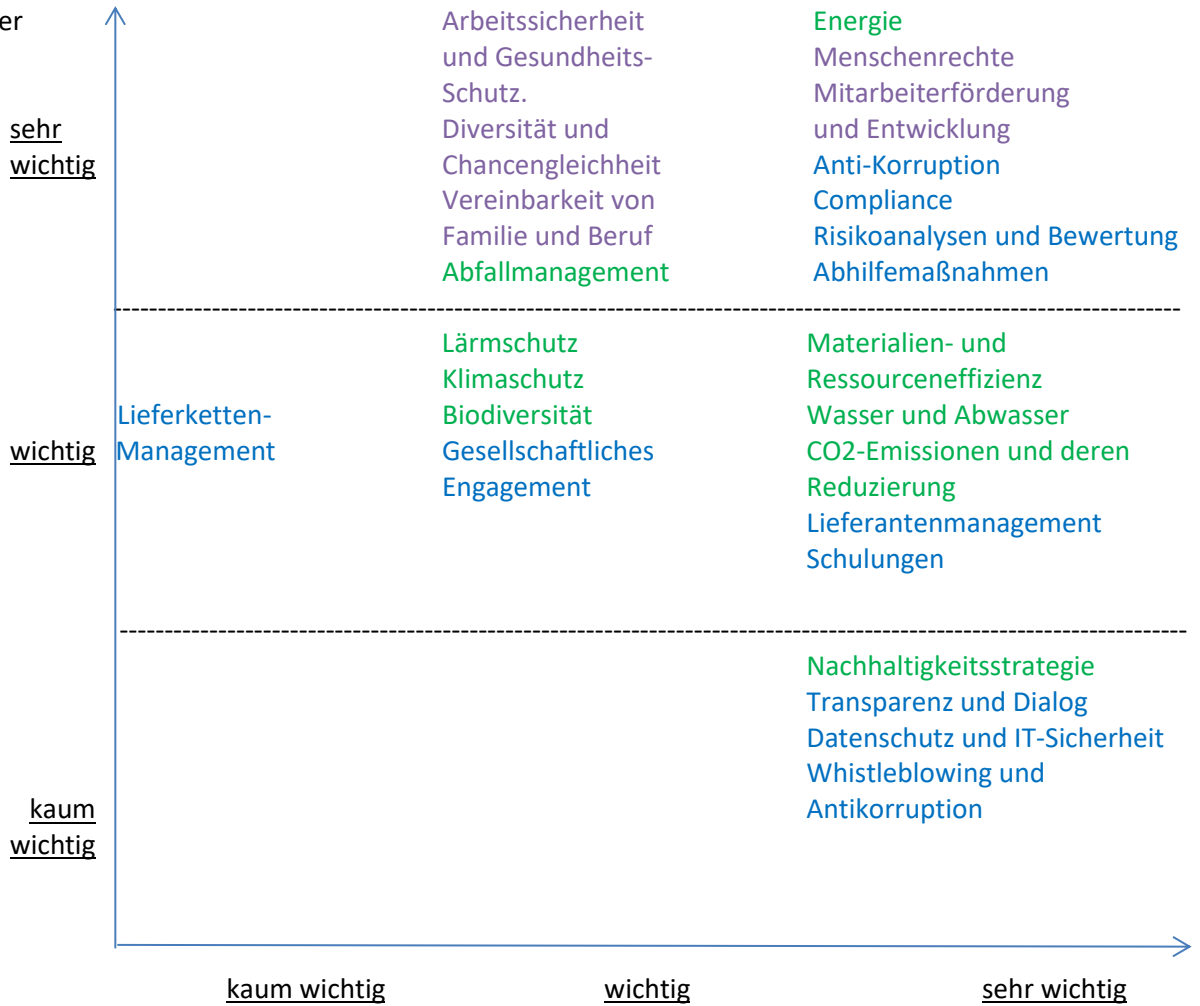 er
sehr
wichtig
Arbeitssicherheit
und Gesundheits-
Schutz.
Diversität und
Chancengleichheit
Vereinbarkeit von
Familie und Beruf
Abfallmanagement
Energie
Menschenrechte
Mitarbeiterförderung
und Entwicklung
Anti-Korruption
Compliance
Risikoanalysen und Bewertung
Abhilfemaßnahmen
wichtig
Lieferketten-
Management
Lärmschutz
Klimaschutz
Biodiversität
Gesellschaftliches
Engagement
Materialien- und
Ressourceneffizienz
Wasser und Abwasser
CO2-Emissionen und deren
Reduzierung
Lieferantenmanagement
Schulungen
kaum
wichtig
Nachhaltigkeitsstrategie
Transparenz und Dialog
Datenschutz und IT-Sicherheit
Whistleblowing und
Antikorruption
kaum wichtig
wichtig
sehr wichtig